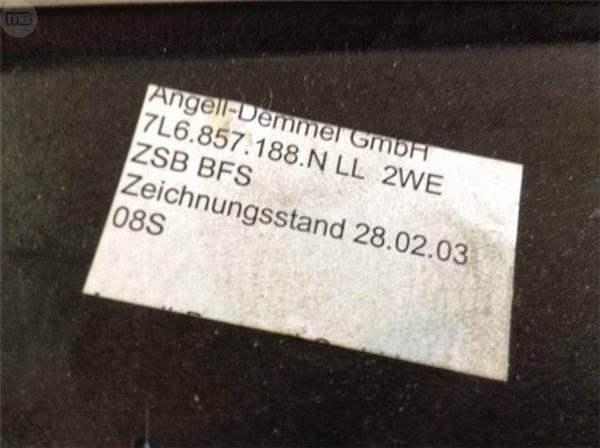 Angell-Demmel GmbH
7L6.857.188.N LL 2WE
ZSB BFS
Zeichnungsstand 28.02.03
08S